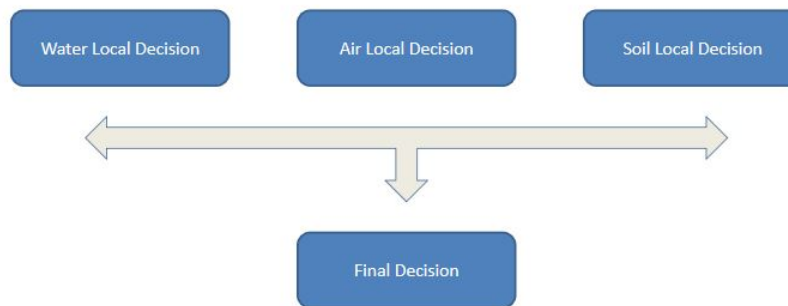 Water Local Decision
Air Local Decision
Soil Local Decision
Final Decision